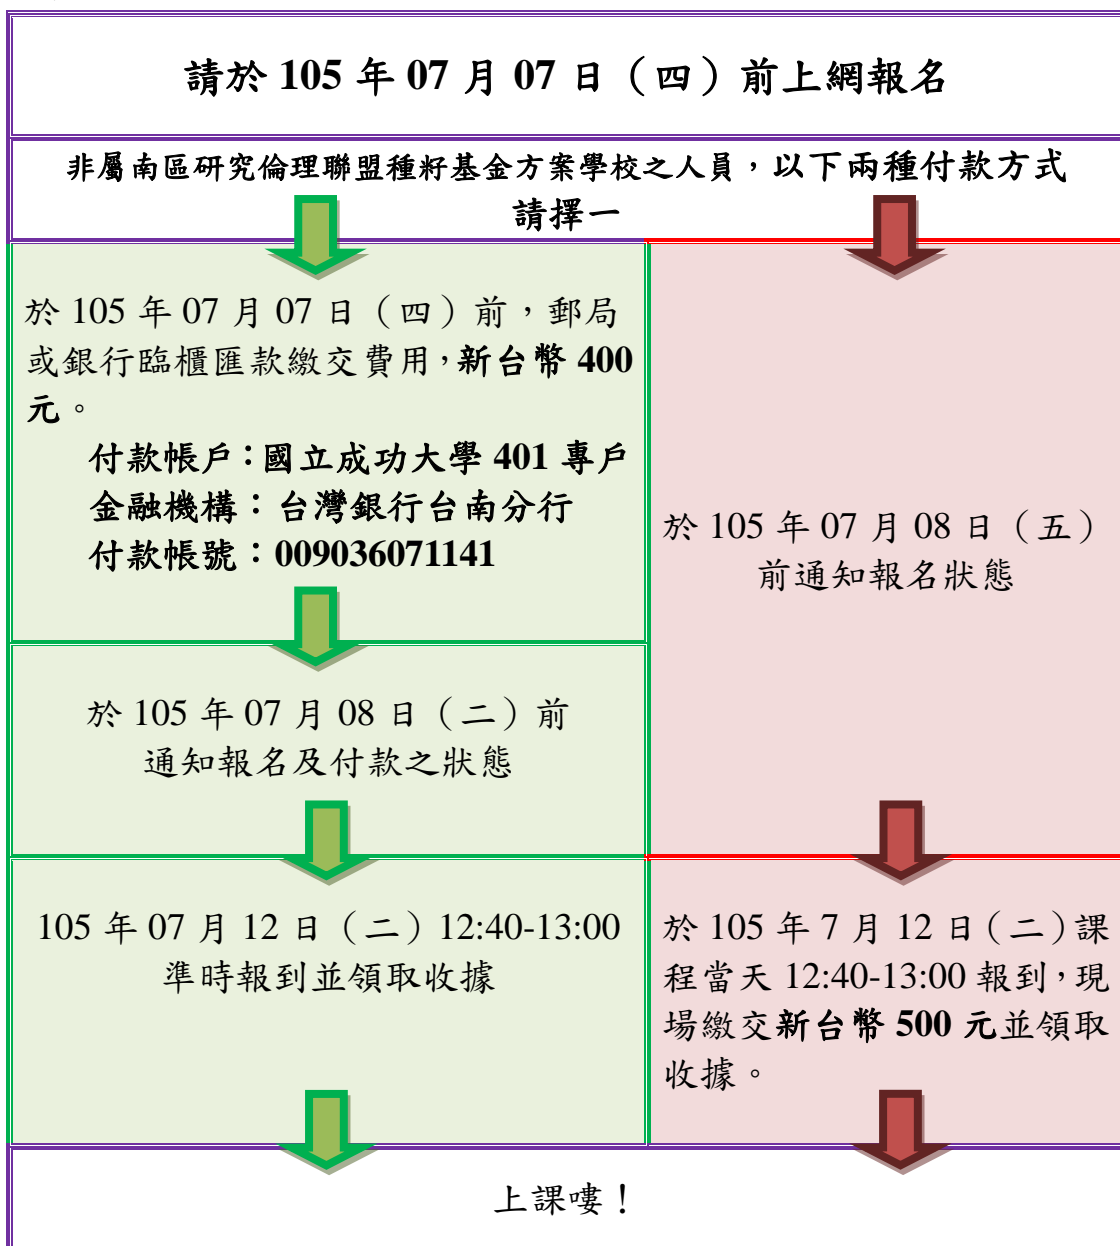 請於 105 年 07 月 07 日（四）前上網報名
非屬南區研究倫理聯盟種籽基金方案學校之人員，以下兩種付款方式
請擇一
於 105 年 07 月 07 日（四）前，郵局
或銀行臨櫃匯款繳交費用，新台幣 400
元。
付款帳戶：國立成功大學 401 專戶
金融機構：台灣銀行台南分行
付款帳號：009036071141
於 105 年 07 月 08 日（二）前
通知報名及付款之狀態
105 年 07 月 12 日（二）12:40-13:00
準時報到並領取收據
於 105 年 07 月 08 日（五）
前通知報名狀態
於 105 年 7 月 12 日（二）課
程當天 12:40-13:00 報到，現
場繳交新台幣 500 元並領取
收據。
上課嘍！